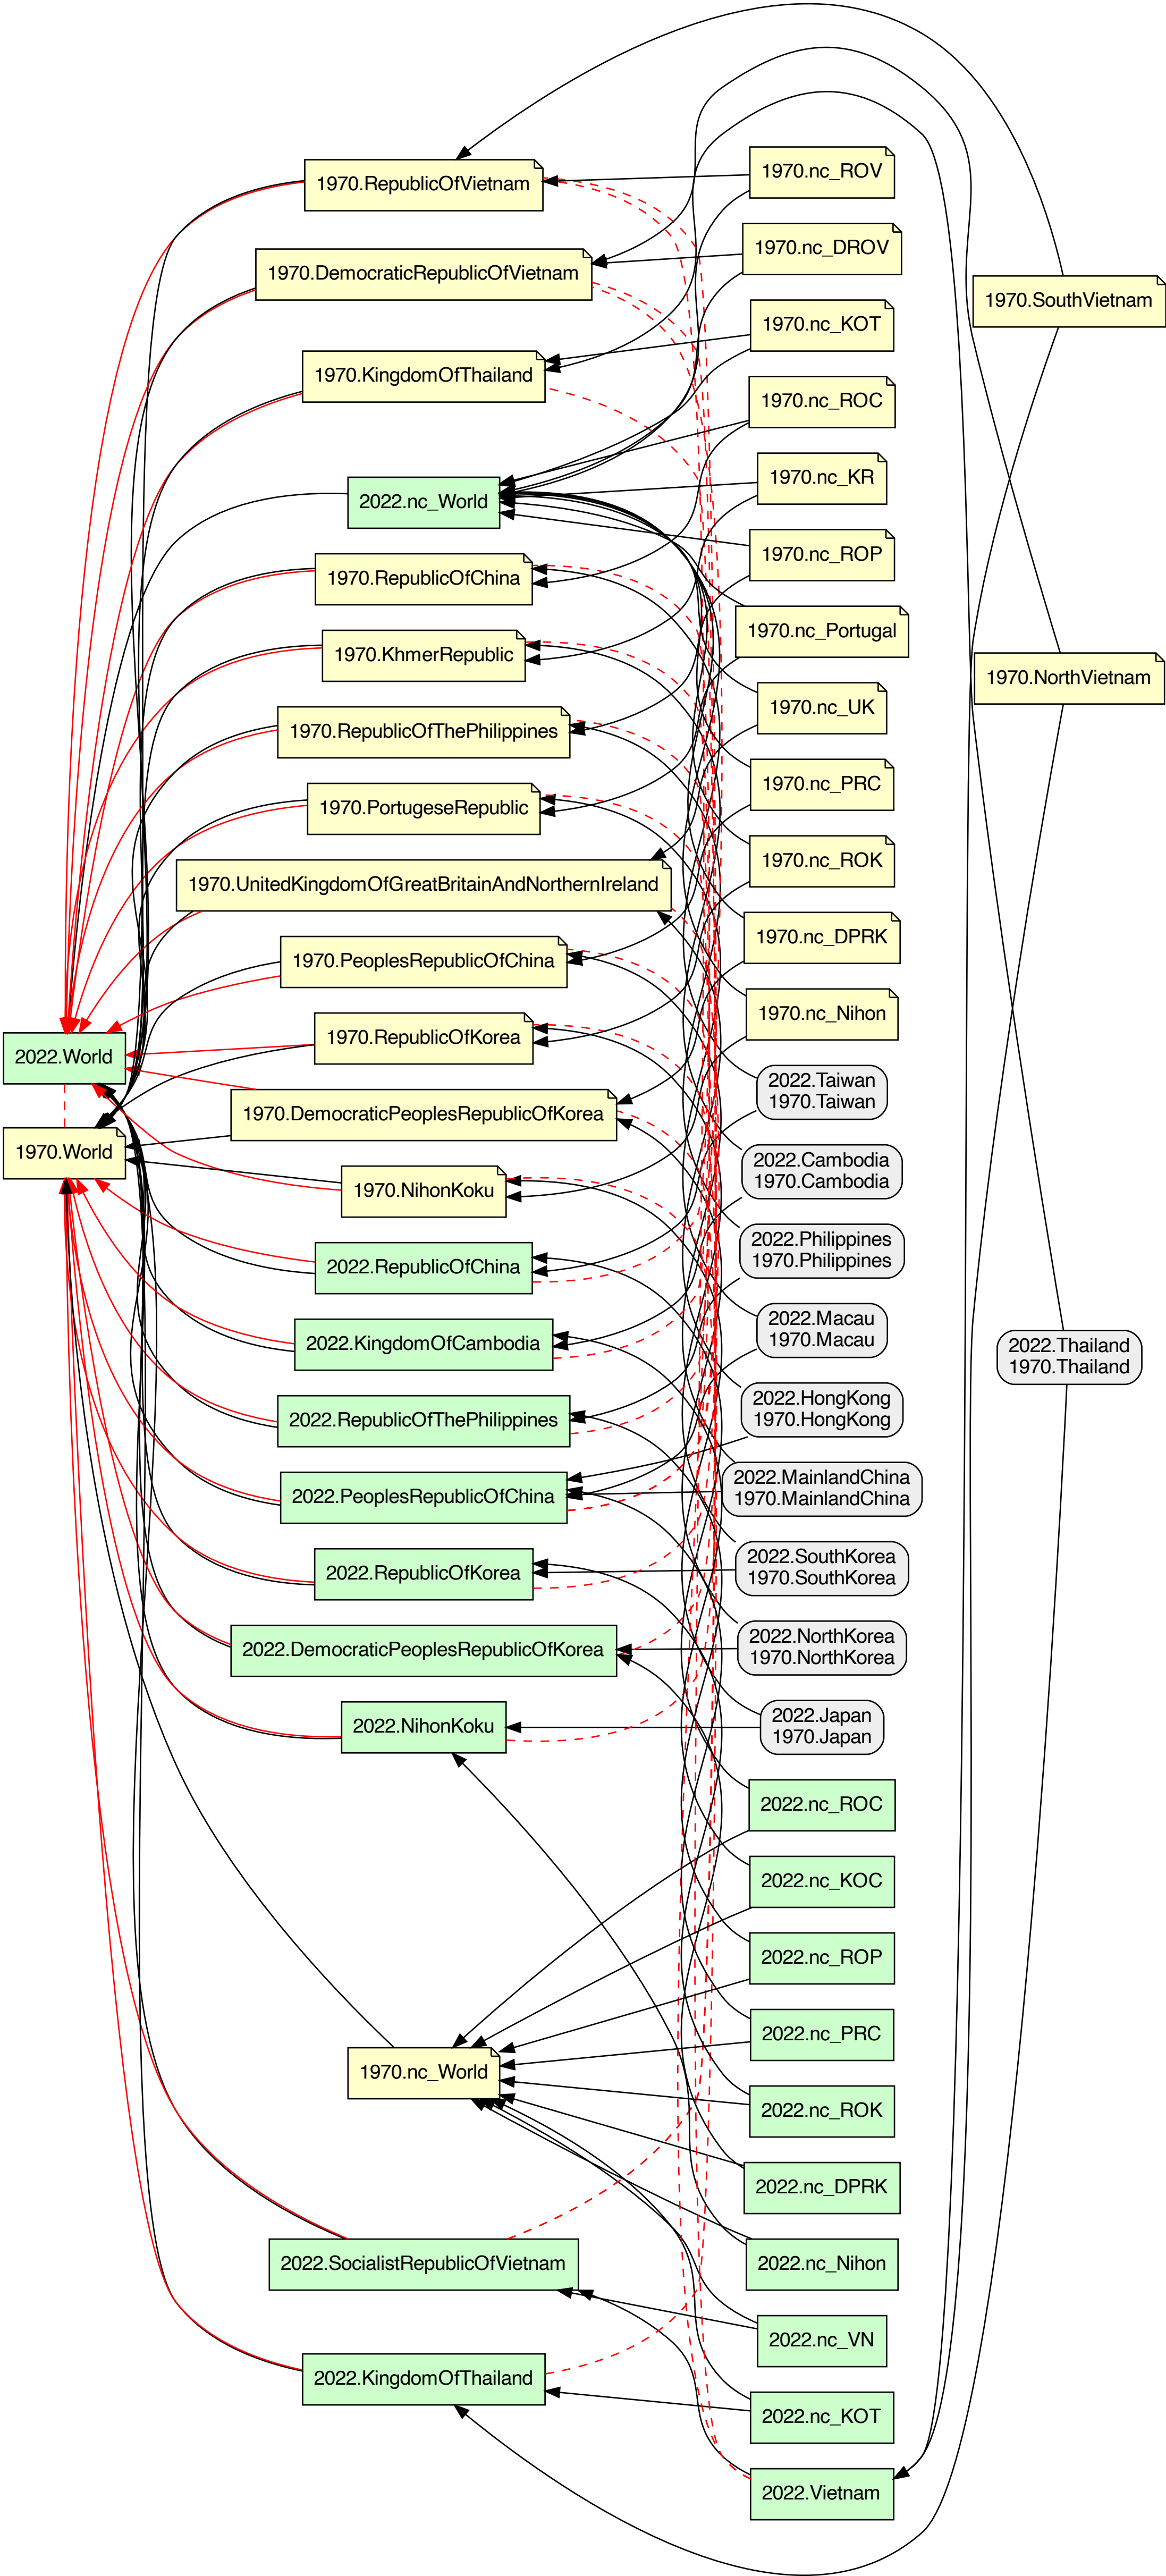 1970.RepublicOfVietnam
1970.nc_ROV
1970.DemocraticRepublicOfVietnam
1970.nc_DROV
1970.SouthVietnam
1970.nc_KOT
1970.KingdomOfThailand
1970.nc_ROC
2022.nc_World
1970.nc_KR
1970.nc_ROP
1970.RepublicOfChina
1970.nc_Portugal
1970.KhmerRepublic
1970.NorthVietnam
1970.nc_UK
1970.RepublicOfThePhilippines
1970.nc_PRC
1970.PortugeseRepublic
1970.nc_ROK
1970.UnitedKingdomOfGreatBritainAndNorthernIreland
1970.nc_DPRK
1970.PeoplesRepublicOfChina
1970.nc_Nihon
1970.RepublicOfKorea
2022.World
2022.Taiwan
1970.Taiwan
1970.DemocraticPeoplesRepublicOfKorea
1970.World
2022.Cambodia
1970.Cambodia
1970.NihonKoku
2022.Philippines
1970.Philippines
2022.RepublicOfChina
2022.Macau
1970.Macau
2022.KingdomOfCambodia
2022.Thailand
1970.Thailand
2022.HongKong
1970.HongKong
2022.RepublicOfThePhilippines
2022.MainlandChina
1970.MainlandChina
2022.PeoplesRepublicOfChina
2022.SouthKorea
1970.SouthKorea
2022.RepublicOfKorea
2022.NorthKorea
1970.NorthKorea
2022.DemocraticPeoplesRepublicOfKorea
2022.Japan
1970.Japan
2022.NihonKoku
2022.nc_ROC
2022.nc_KOC
2022.nc_ROP
2022.nc_PRC
1970.nc_World
2022.nc_ROK
2022.nc_DPRK
2022.SocialistRepublicOfVietnam
2022.nc_Nihon
2022.nc_VN
2022.KingdomOfThailand
2022.nc_KOT
2022.Vietnam